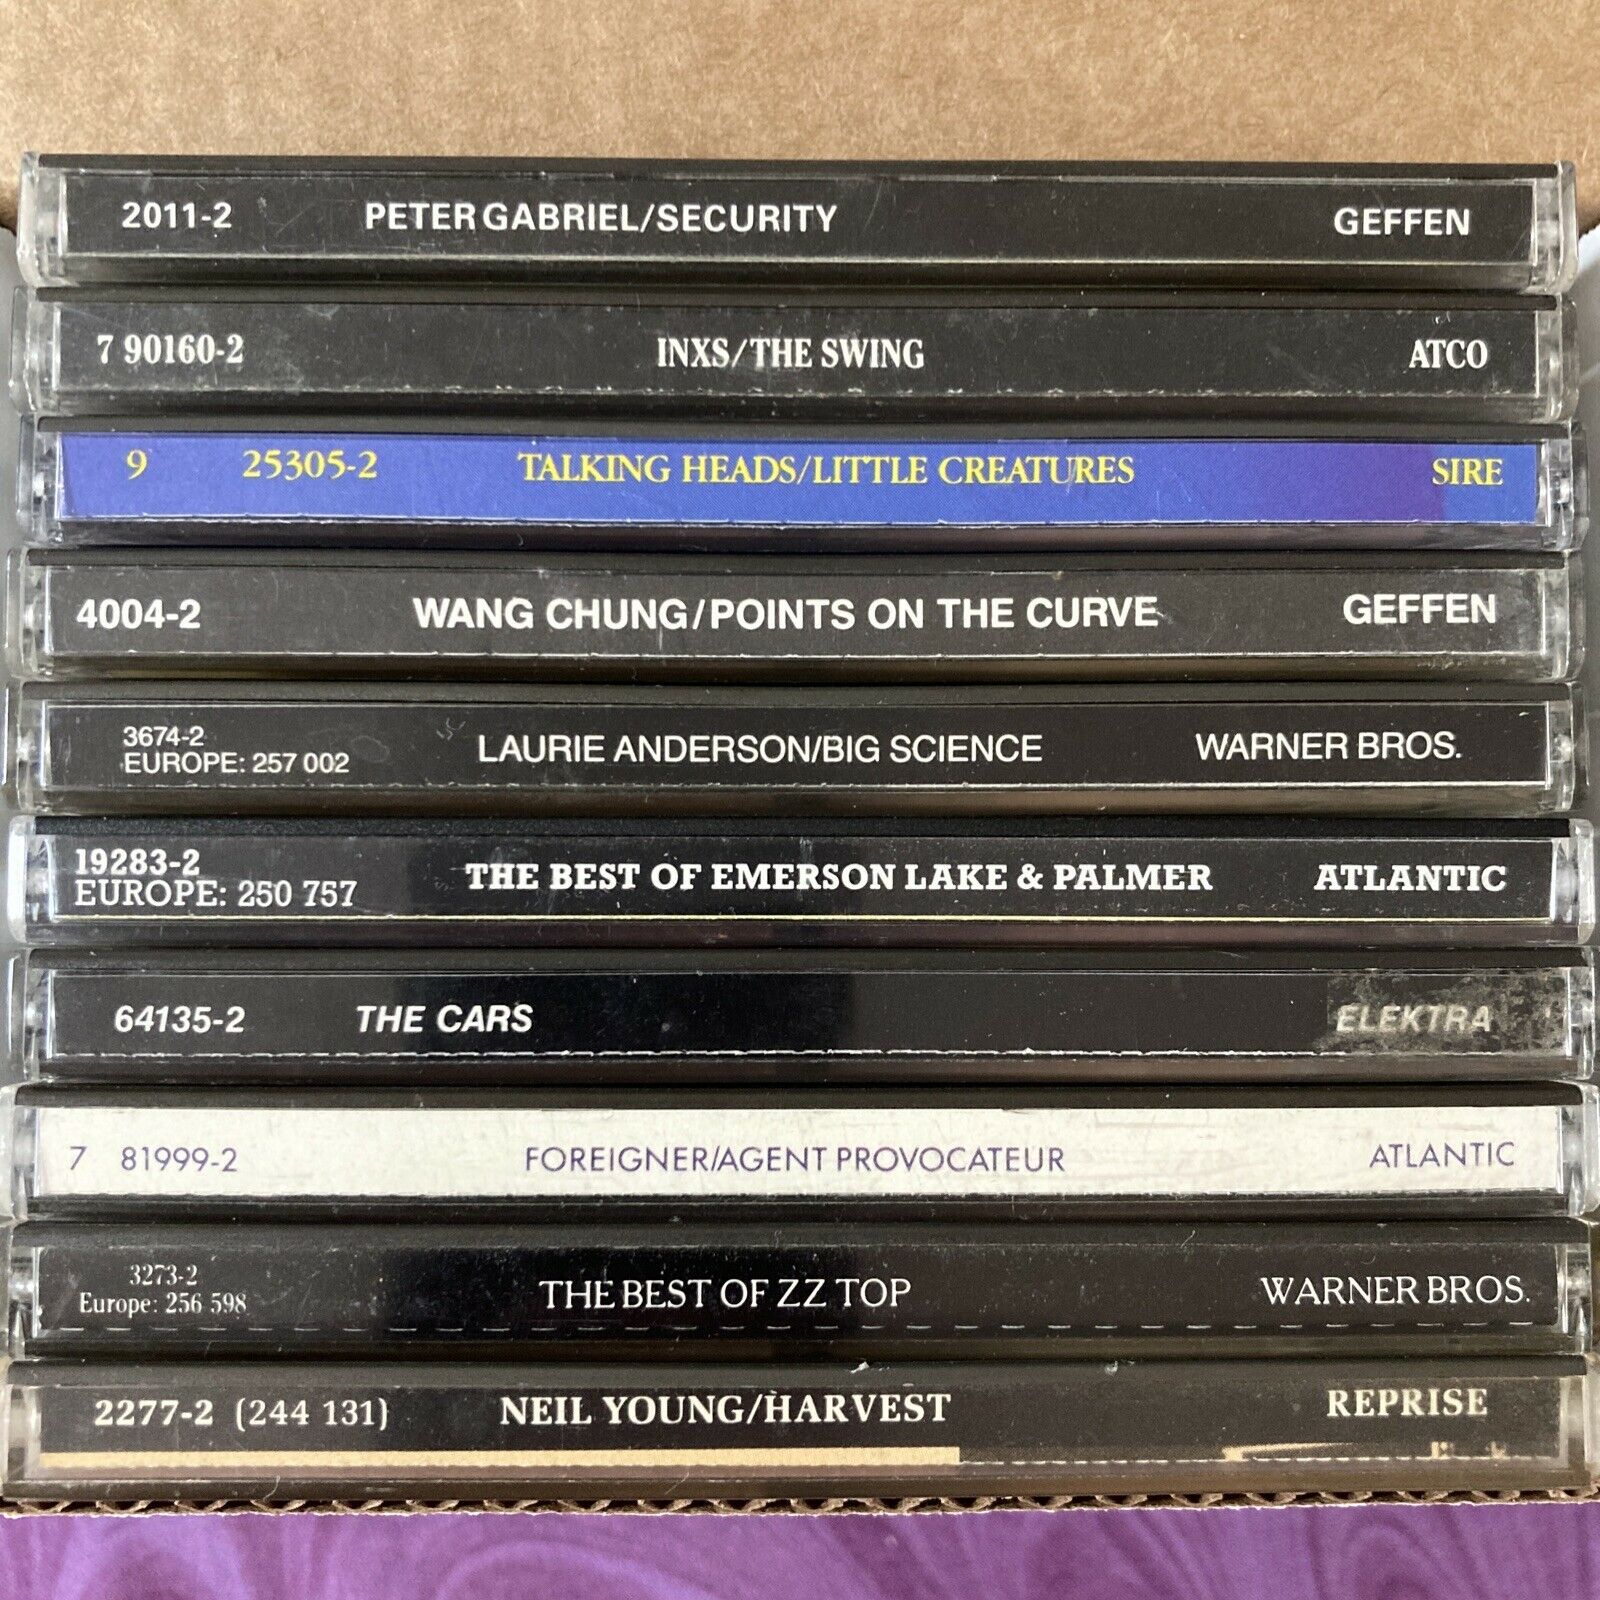 2011-2 PETER GABRIEL/SECURITY GEFFEN
7 90160-2 INXS/THE SWING ATCO
9 25305-2 TALKING HEADS/LITTLE CREATURES SIRE
4004-2 WANG CHUNG/POINTS ON THE CURVE GEFFEN
3674-2
EUROPE: 257 002 LAURIE ANDERSON/BIG SCIENCE WARNER BROS.
19283-2
EUROPE: 250 757 THE BEST OF EMERSON LAKE & PALMER ATLANTIC
64135-2 THE CARS ELEKTRA
7 81999-2 FOREIGNER/AGENT PROVOCATEUR ATLANTIC
3273-2
Europe: 256 598 THE BEST OF ZZ TOP WARNER BROS.
2277-2 (244 131) NEIL YOUNG/HARVEST REPRISE